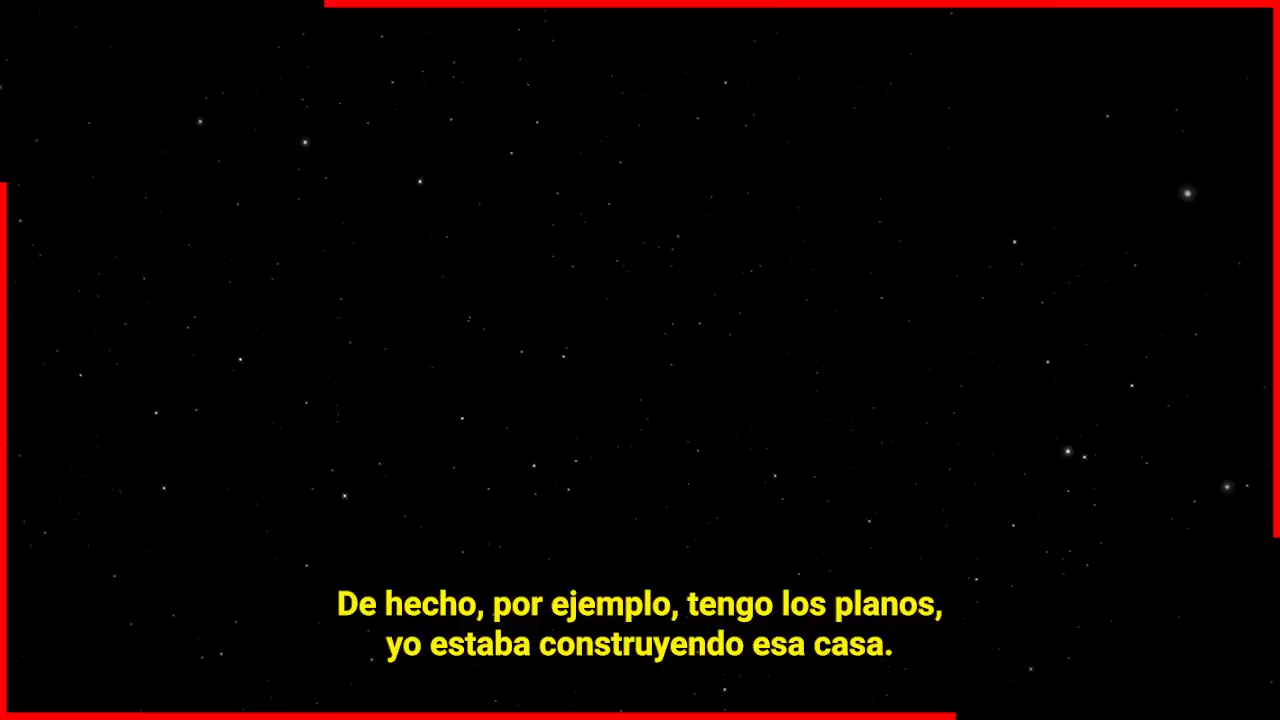 De hecho, por ejemplo, tengo los planos,
yo estaba construyendo esa casa.